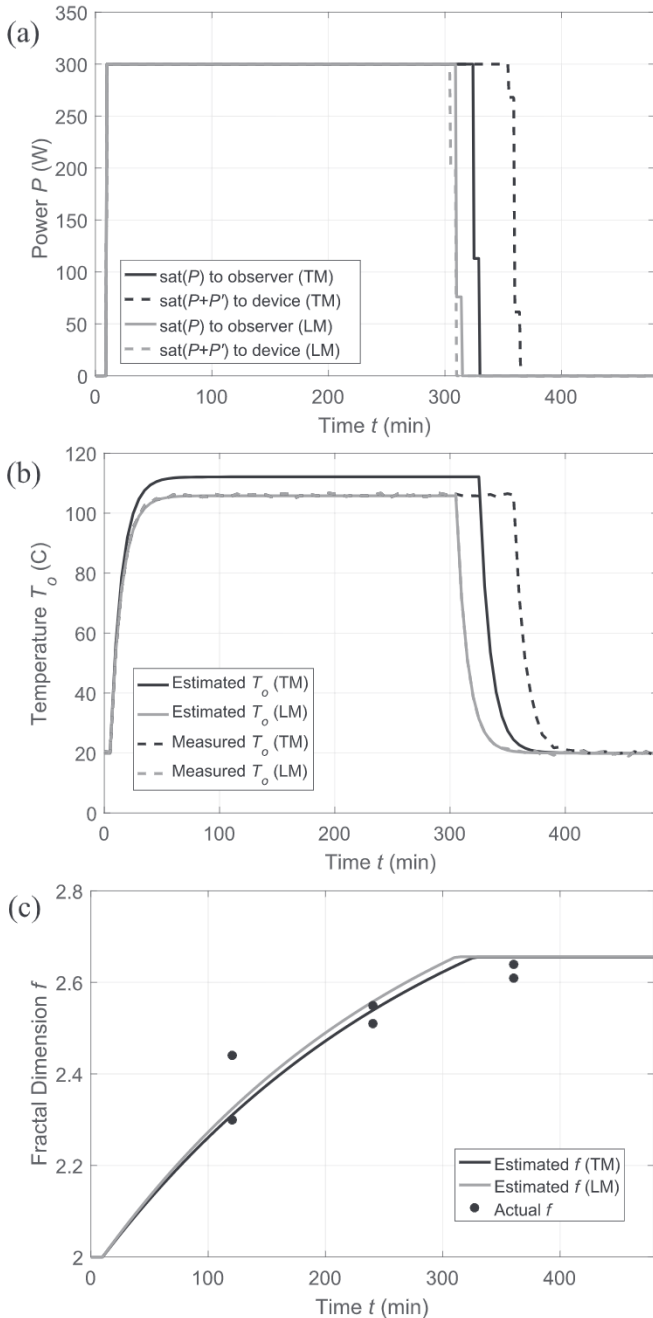 (a)
300
250
200
150
100
50
0
Power P (W)
sat(P) to observer (TM)
sat(P+P') to device (TM)
sat(P) to observer (LM)
sat(P+P') to device (LM)
0 100 200 300 400
Time t (min)
(b)
120
100
80
60
40
20
0
Temperature To (C)
Estimated To (TM)
Estimated To (LM)
Measured To (TM)
Measured To (LM)
0 100 200 300 400
Time t (min)
(c)
2.8
2.6
2.4
2.2
2
Fractal Dimension f
Estimated f (TM)
Estimated f (LM)
Actual f
0 100 200 300 400
Time t (min)